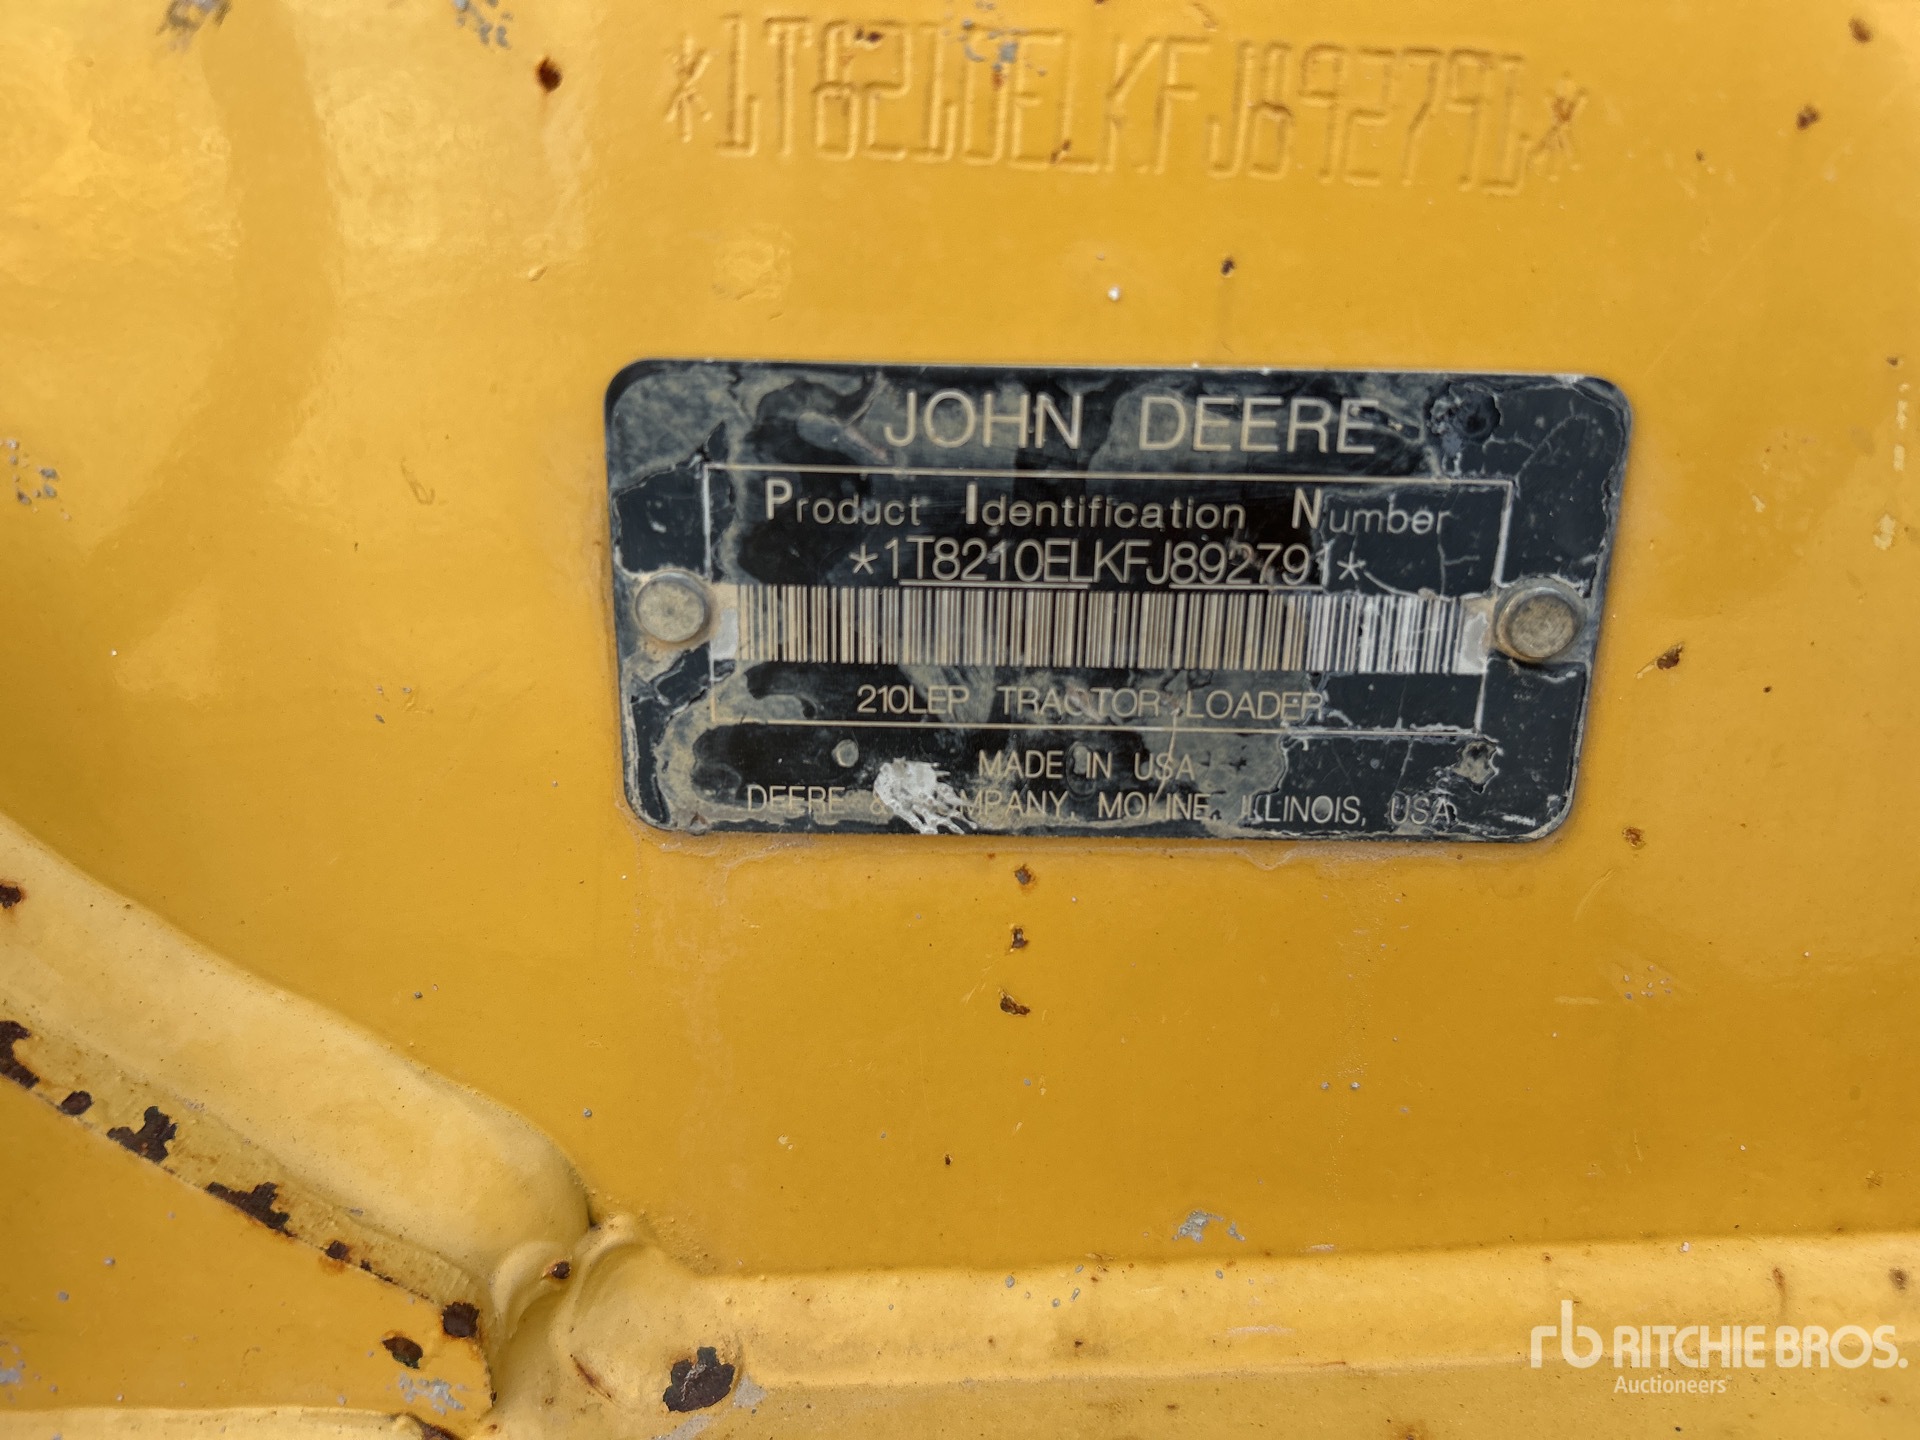 *1T8210ELKFJ892791*
JOHN DEERE
Product Identification Number
*1T8210ELKFJ892791*
210LEP TRACTOR LOADER
MADE IN USA
DEERE & COMPANY, MOLINE, ILLINOIS, USA
rb RITCHIE BROS.
Auctioneers